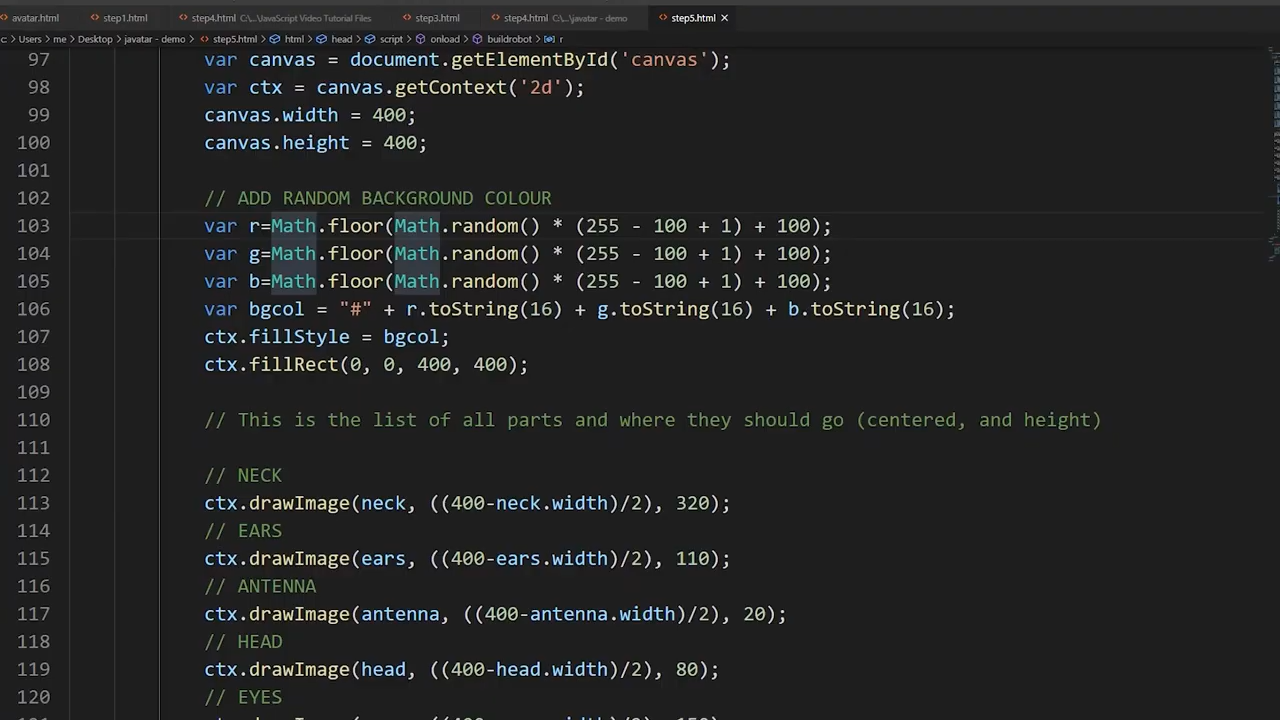 avatar.html step1.html step4.html C:\...\JavaScript Video Tutorial Files step3.html step4.html C:\...\javatar - demo step5.html
c: > Users > me > Desktop > javatar - demo > step5.html > html > head > script > onload > buildrobot > r
97 var canvas = document.getElementById('canvas');
98 var ctx = canvas.getContext('2d');
99 canvas.width = 400;
100 canvas.height = 400;
101
102 // ADD RANDOM BACKGROUND COLOUR
103 var r=Math.floor(Math.random() * (255 - 100 + 1) + 100);
104 var g=Math.floor(Math.random() * (255 - 100 + 1) + 100);
105 var b=Math.floor(Math.random() * (255 - 100 + 1) + 100);
106 var bgcol = "#" + r.toString(16) + g.toString(16) + b.toString(16);
107 ctx.fillStyle = bgcol;
108 ctx.fillRect(0, 0, 400, 400);
109
110 // This is the list of all parts and where they should go (centered, and height)
111
112 // NECK
113 ctx.drawImage(neck, ((400-neck.width)/2), 320);
114 // EARS
115 ctx.drawImage(ears, ((400-ears.width)/2), 110);
116 // ANTENNA
117 ctx.drawImage(antenna, ((400-antenna.width)/2), 20);
118 // HEAD
119 ctx.drawImage(head, ((400-head.width)/2), 80);
120 // EYES